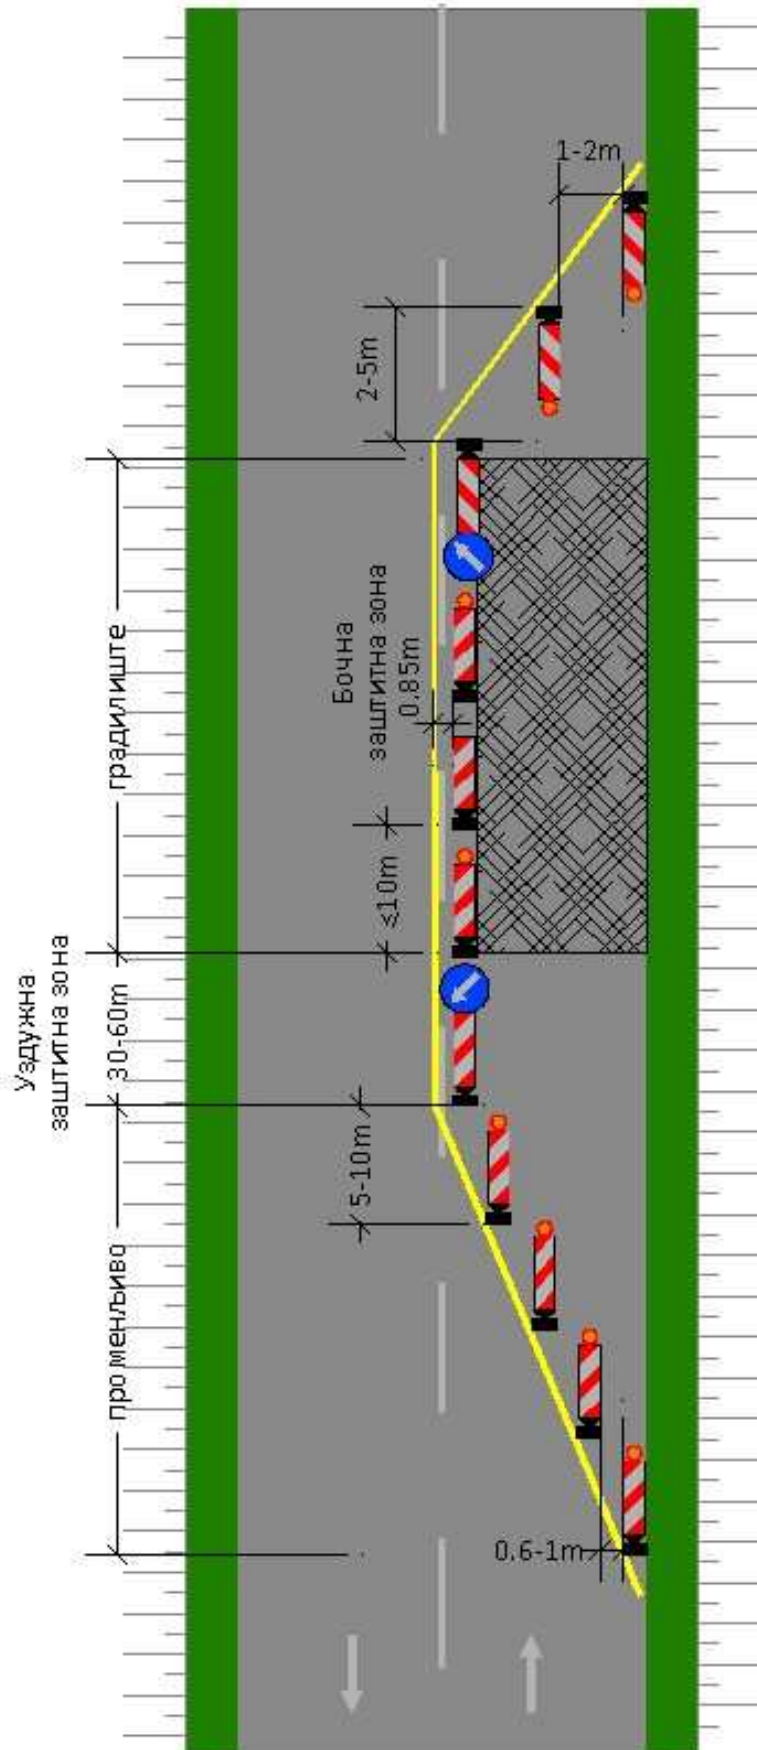 1-2m
2-5m
Бочна
заштитна зона
0.85m
градилиште
≤10m
Уздужна
заштитна зона
30-60m
5-10m
променљиво
0.6-1m